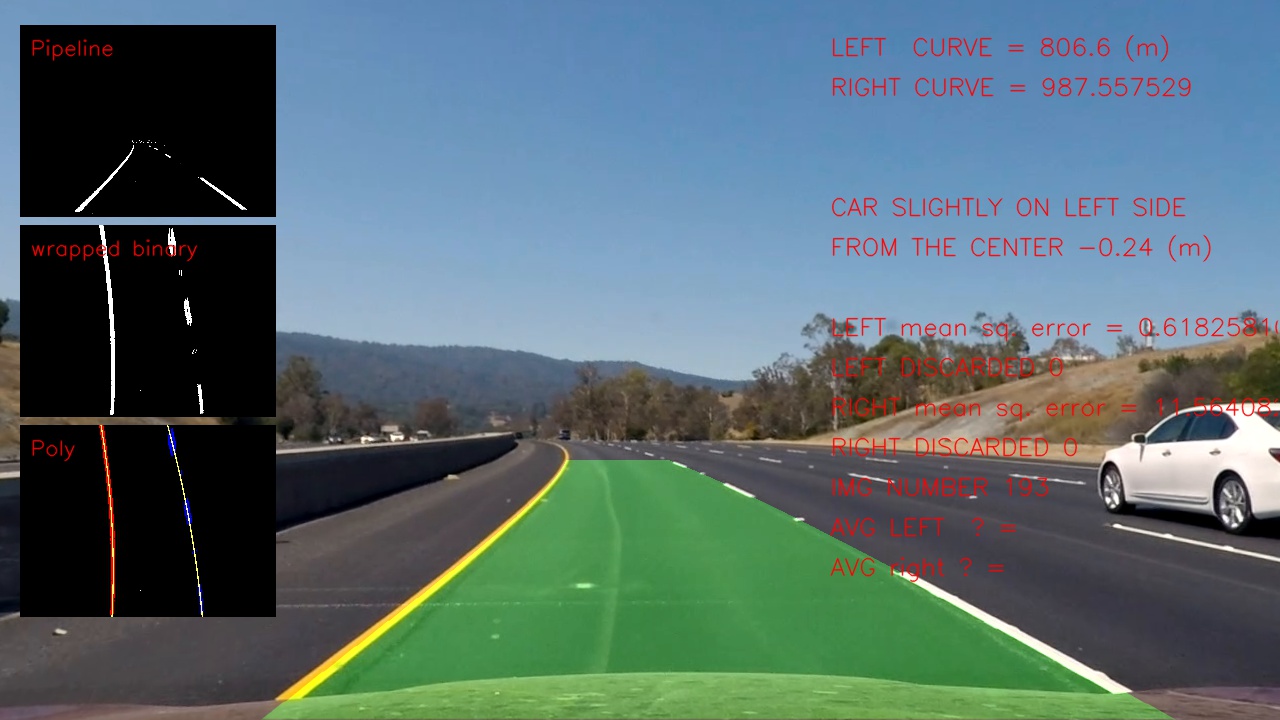 Pipeline
wrapped binary
Poly
LEFT CURVE = 806.6 (m)
RIGHT CURVE = 987.557529
CAR SLIGHTLY ON LEFT SIDE
FROM THE CENTER -0.24 (m)
LEFT mean sq. error = 0.6182581
LEFT DISCARDED 0
RIGHT mean sq. error = 11.56408
RIGHT DISCARDED 0
IMG NUMBER 193
AVG LEFT ? =
AVG right ? =